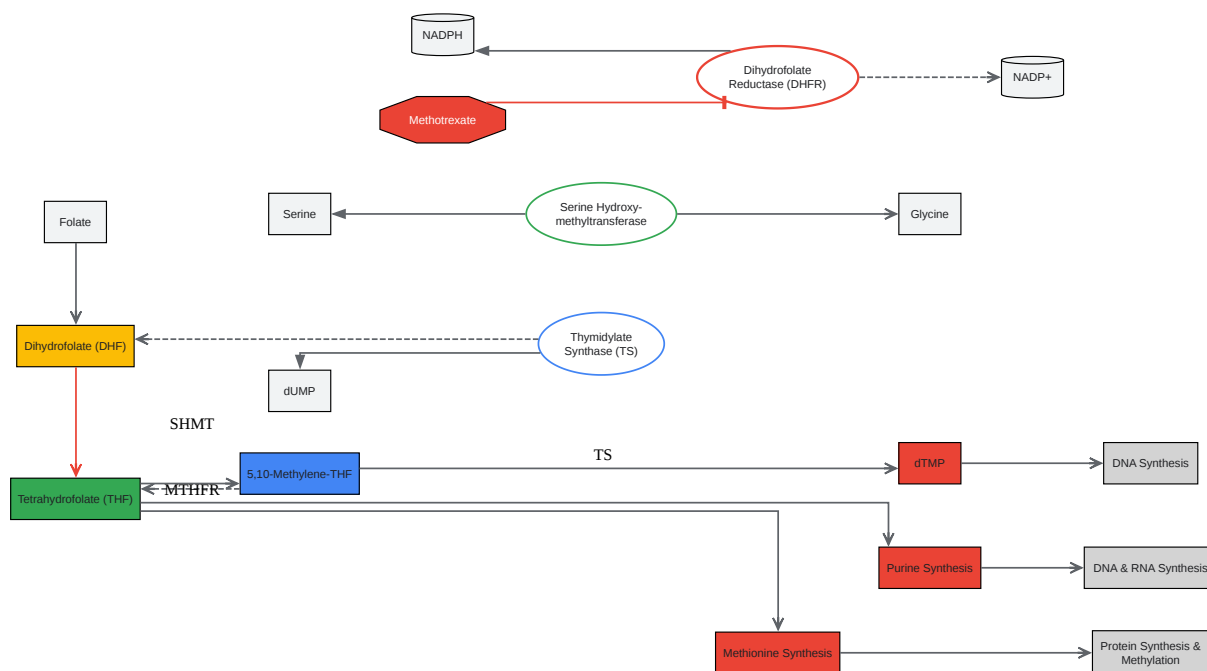 NADPH
Dihydrofolate
Reductase (DHFR)
NADP+
Methotrexate
Folate
Serine
Serine Hydroxy-
methyltransferase
Glycine
Dihydrofolate (DHF)
Thymidylate
Synthase (TS)
dUMP
SHMT
TS
5,10-Methylene-THF
dTMP
DNA Synthesis
MTHFR
Tetrahydrofolate (THF)
Purine Synthesis
DNA & RNA Synthesis
Methionine Synthesis
Protein Synthesis &
Methylation